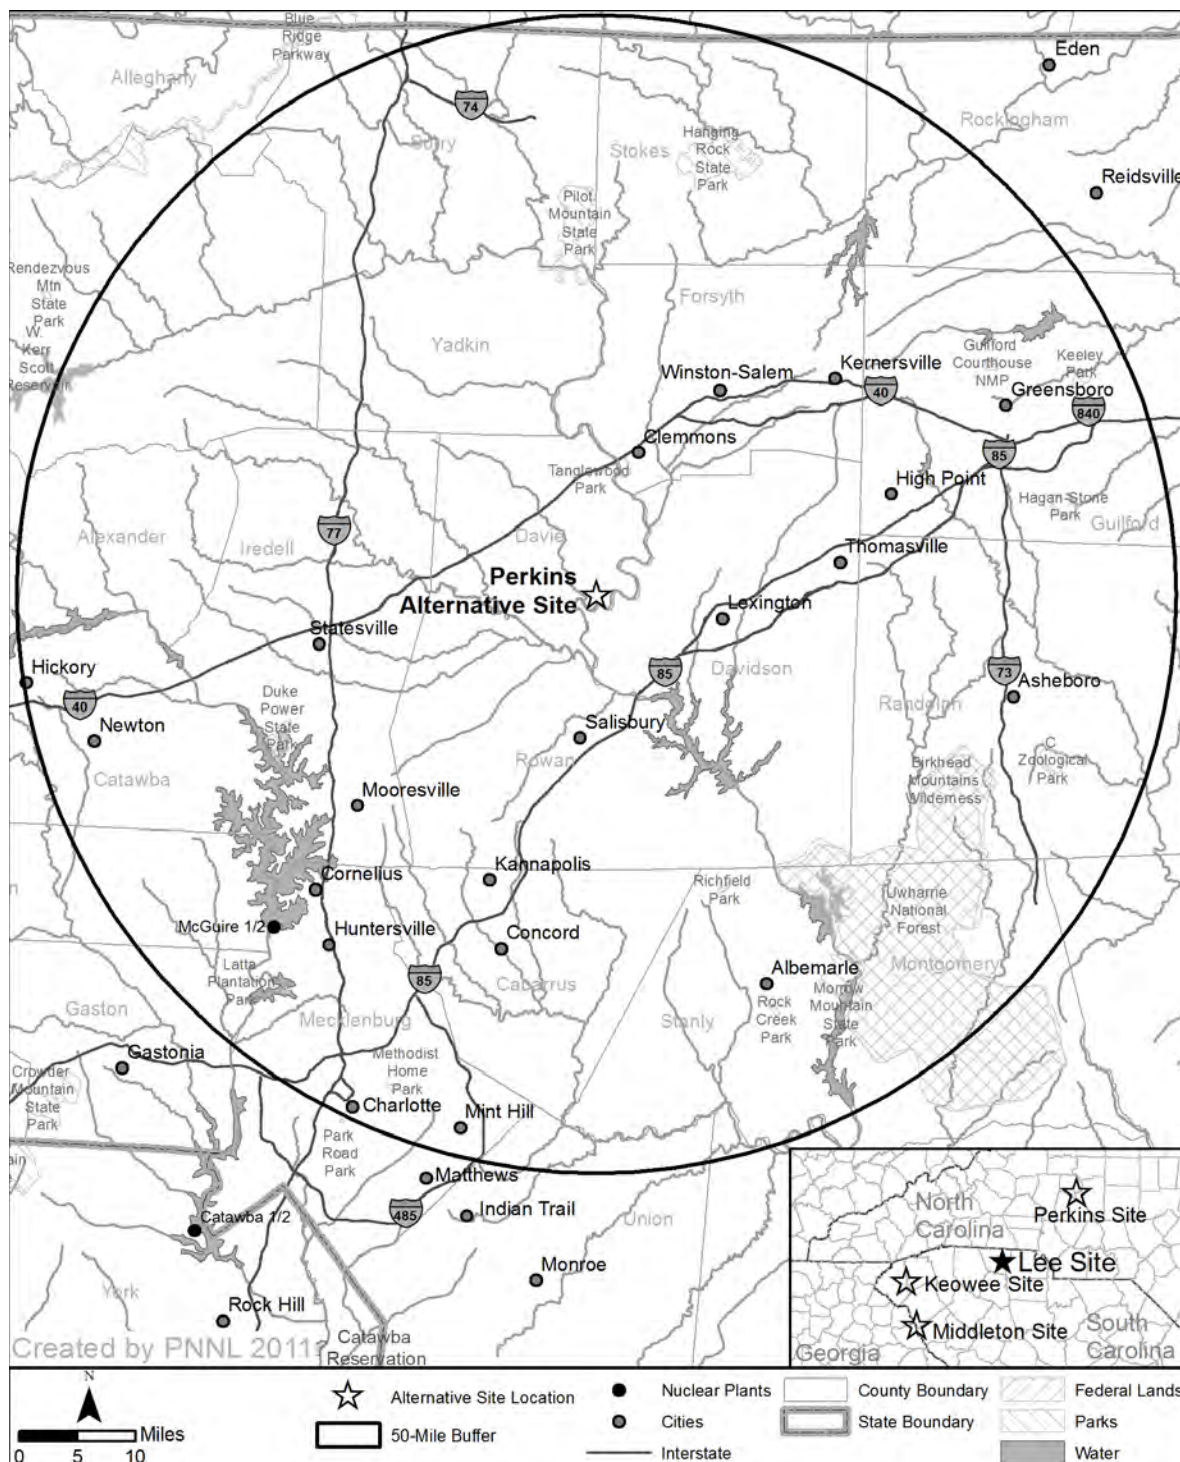 Blue
Ridge
Parkway
Eden
Alleghany
74
Surry
Stokes
Hanging
Rock
State
Park
Rockingham
Reidsville
Pilot
Mountain
State
Park
Rendezvous
Mtn
State
Park
W.
Kerr
Scott
Reservoir
Forsyth
Yadkin
Guilford
Courthouse
NMP
Keeley
Park
Winston-Salem
Kernersville
40
Greensboro
840
Clemmons
85
Tanglewood
Park
High Point
Hagan-Stone
Park
Guilford
77
Alexander
Iredell
Davie
Thomasville
Perkins
Alternative Site
Lexington
Statesville
Hickory
Davidson
85
73
Asheboro
40
Duke
Power
State
Park
Randolph
Newton
Salisbury
Rowan
C
Zoological
Park
Catawba
Birkhead
Mountains
Wilderness
Mooresville
Kannapolis
Cornelius
Richfield
Park
Uwharrie
National
Forest
McGuire 1/2
Huntersville
Concord
Latta
Plantation
Park
85
Cabarrus
Albemarle
Montgomery
Rock
Creek
Park
Morrow
Mountain
State
Park
Gaston
Mecklenburg
Stanly
Gastonia
Methodist
Home
Park
Crowder
Mountain
State
Park
Charlotte
Mint Hill
Park
Road
Park
ain
Matthews
Catawba 1/2
485
Indian Trail
Union
Monroe
York
Rock Hill
Catawba
Reservation
Created by PNNL 2011
North
Carolina
Perkins Site
Lee Site
Keowee Site
Middleton Site
South
Carolina
Georgia
N
Miles
0 5 10
Alternative Site Location
50-Mile Buffer
Nuclear Plants
Cities
Interstate
County Boundary
State Boundary
Federal Lands
Parks
Water